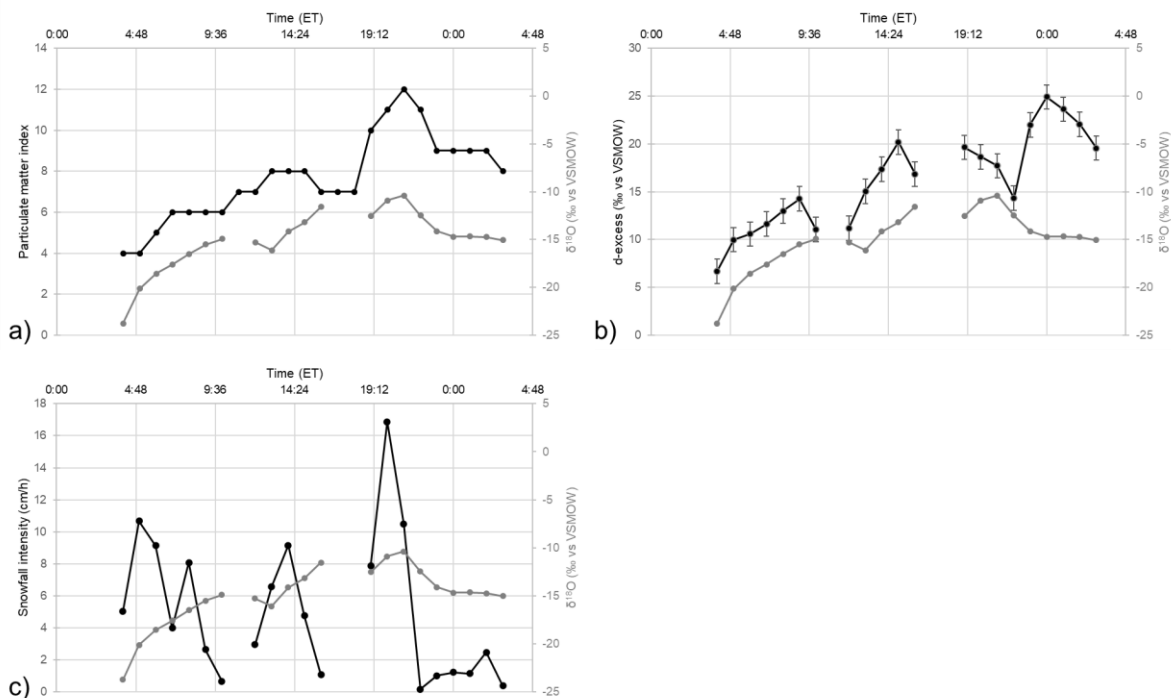 Time (ET)
0:00 4:48 9:36 14:24 19:12 0:00 4:48
14 12 10 8 6 4 2 0
Particulate matter index
5 0 -5 -10 -15 -20 -25
δ¹⁸O (‰ vs VSMOW)
a)
Time (ET)
0:00 4:48 9:36 14:24 19:12 0:00 4:48
30 25 20 15 10 5 0
d-excess (‰ vs VSMOW)
5 0 -5 -10 -15 -20 -25
δ¹⁸O (‰ vs VSMOW)
b)
Time (ET)
0:00 4:48 9:36 14:24 19:12 0:00 4:48
18 16 14 12 10 8 6 4 2 0
Snowfall intensity (cm/h)
5 0 -5 -10 -15 -20 -25
δ¹⁸O (‰ vs VSMOW)
c)